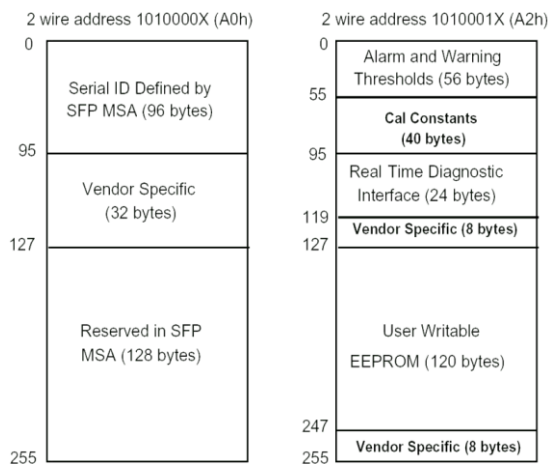 2 wire address 1010000X (A0h)
0
Serial ID Defined by
SFP MSA (96 bytes)
95
Vendor Specific
(32 bytes)
127
Reserved in SFP
MSA (128 bytes)
255
2 wire address 1010001X (A2h)
0
Alarm and Warning
Thresholds (56 bytes)
55
Cal Constants
(40 bytes)
95
Real Time Diagnostic
Interface (24 bytes)
119
Vendor Specific (8 bytes)
127
User Writable
EEPROM (120 bytes)
247
Vendor Specific (8 bytes)
255